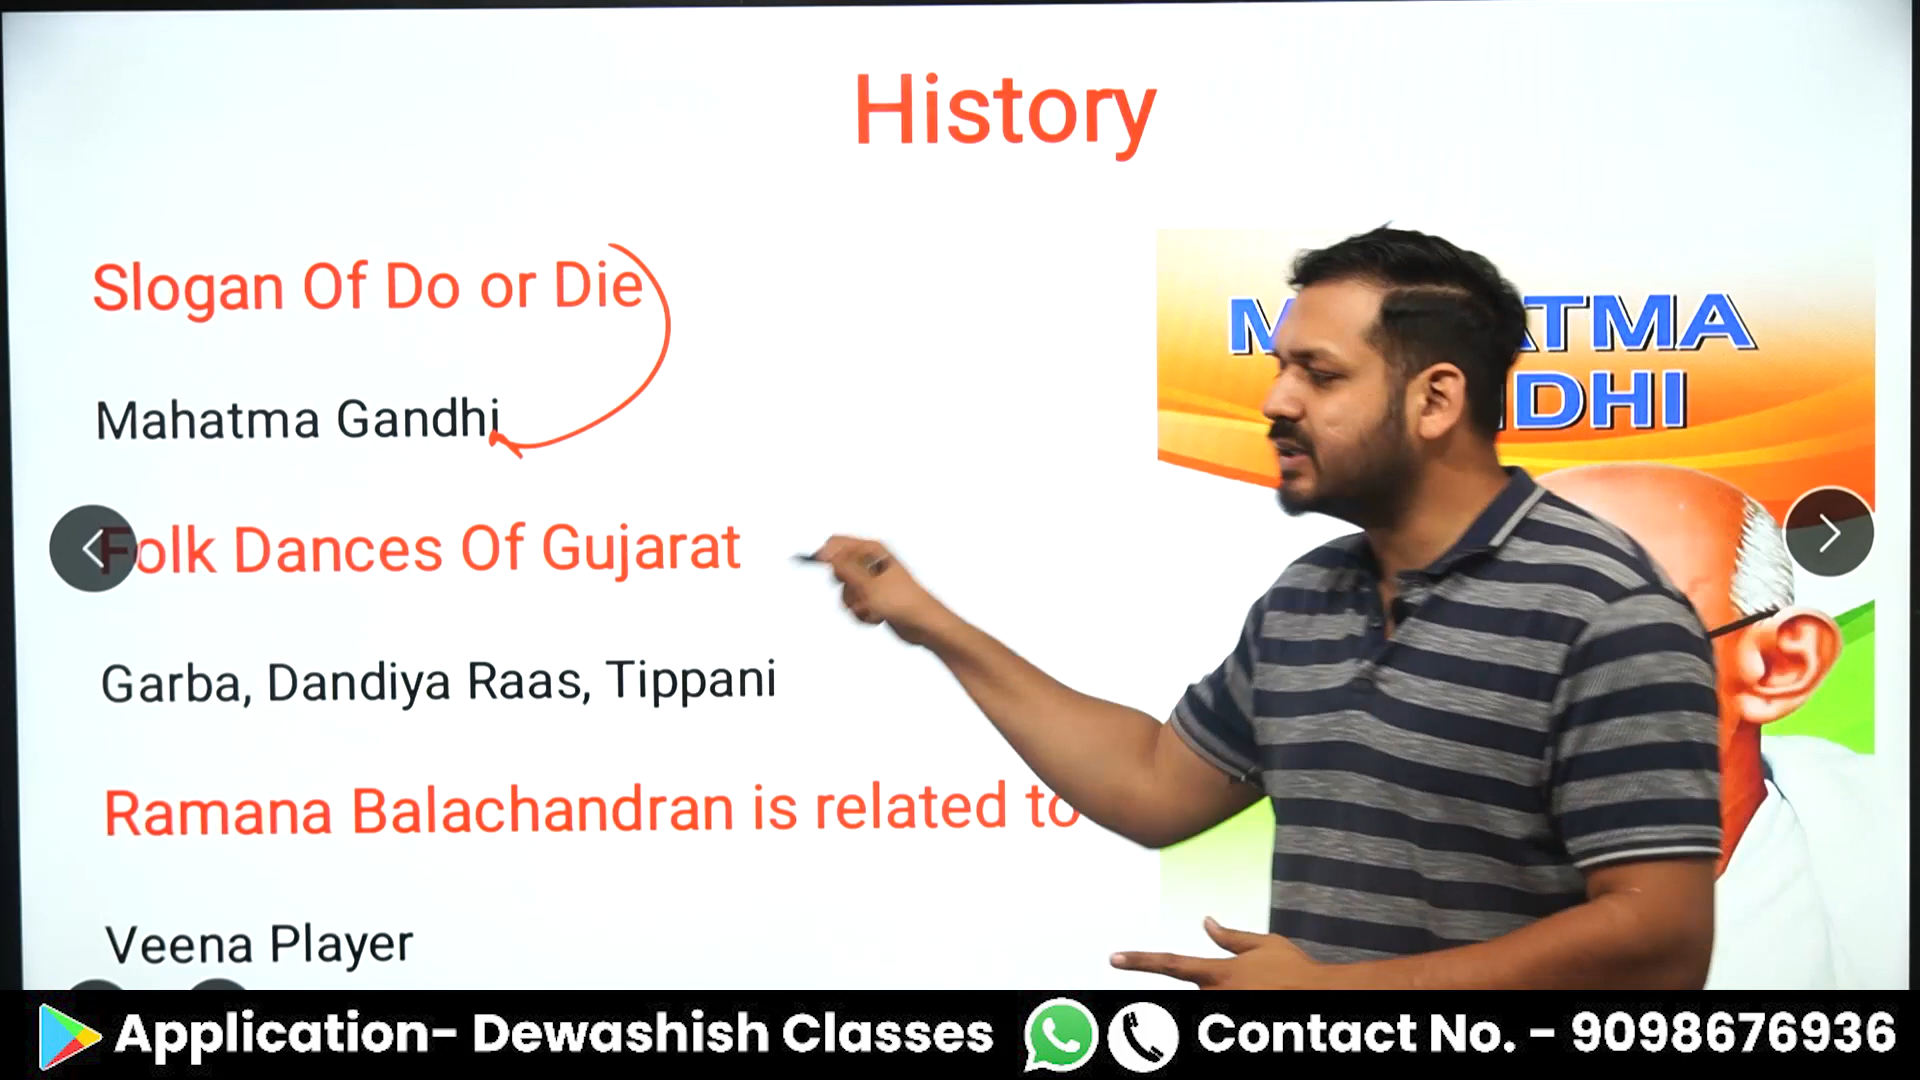 History
Slogan Of Do or Die
Mahatma Gandhi
Folk Dances Of Gujarat
Garba, Dandiya Raas, Tippani
Ramana Balachandran is related to
Veena Player
Application- Dewashish Classes
Contact No. - 9098676936